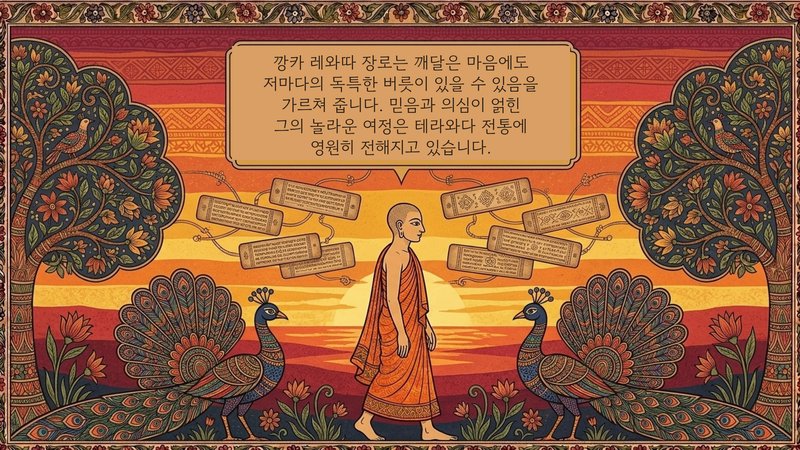 깡카 레와따 장로는 깨달은 마음에도
저마다의 독특한 버릇이 있을 수 있음을
가르쳐 줍니다. 믿음과 의심이 얽힌
그의 놀라운 여정은 테라와다 전통에
영원히 전해지고 있습니다.